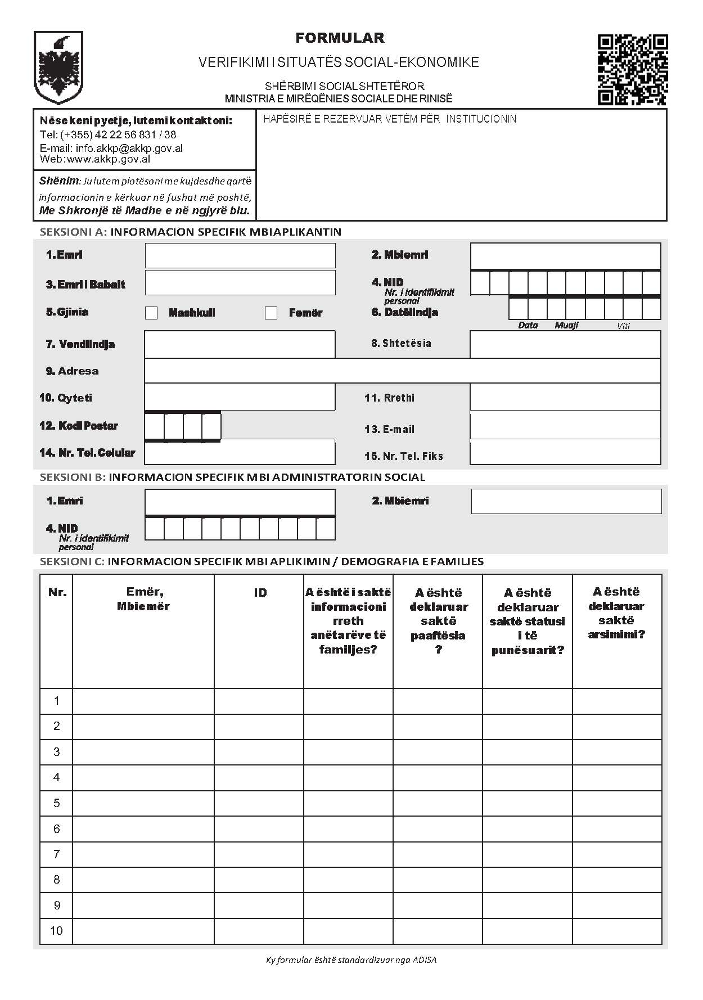 FORMULAR
VERIFIKIMI I SITUATËS SOCIAL-EKONOMIKE
SHËRBIMI SOCIAL SHTETËROR
MINISTRIA E MIRËQËNIES SOCIALE DHE RINISË
Nëse keni pyetje, lutemi kontaktoni:
Tel: (+355) 42 22 56 831 / 38
E-mail: info.akkp@akkp.gov.al
Web: www.akkp.gov.al
Shënim: Ju lutem plotësoni me kujdesdhe qartë
informacionin e kërkuar në fushat më poshtë,
Me Shkronjë të Madhe e në ngjyrë blu.
HAPËSIRË E REZERVUAR VETËM PËR INSTITUCIONIN
SEKSIONI A: INFORMACION SPECIFIK MBI APLIKANTIN
1. Emri
2. Mbiemri
3. Emri i Babait
4. NID
Nr. i identifikimit
personal
5. Gjinia Mashkull Femër
6. Datëlindja
Data Muaji Viti
7. Vendlindja
8. Shtetësia
9. Adresa
10. Qyteti
11. Rrethi
12. Kodi Postar
13. E-mail
14. Nr. Tel. Celular
15. Nr. Tel. Fiks
SEKSIONI B: INFORMACION SPECIFIK MBI ADMINISTRATORIN SOCIAL
1. Emri
2. Mbiemri
4. NID
Nr. i identifikimit
personal
SEKSIONI C: INFORMACION SPECIFIK MBI APLIKIMIN / DEMOGRAFIA E FAMILJES
Nr.
Emër,
Mbiemër
ID
A është i saktë
informacioni
rreth
anëtarëve të
familjes?
A është
deklaruar
saktë
paaftësia
?
A është
deklaruar
saktë statusi
i të
punësuarit?
A është
deklaruar
saktë
arsimimi?
1
2
3
4
5
6
7
8
9
10
Ky formular është standardizuar nga ADISA